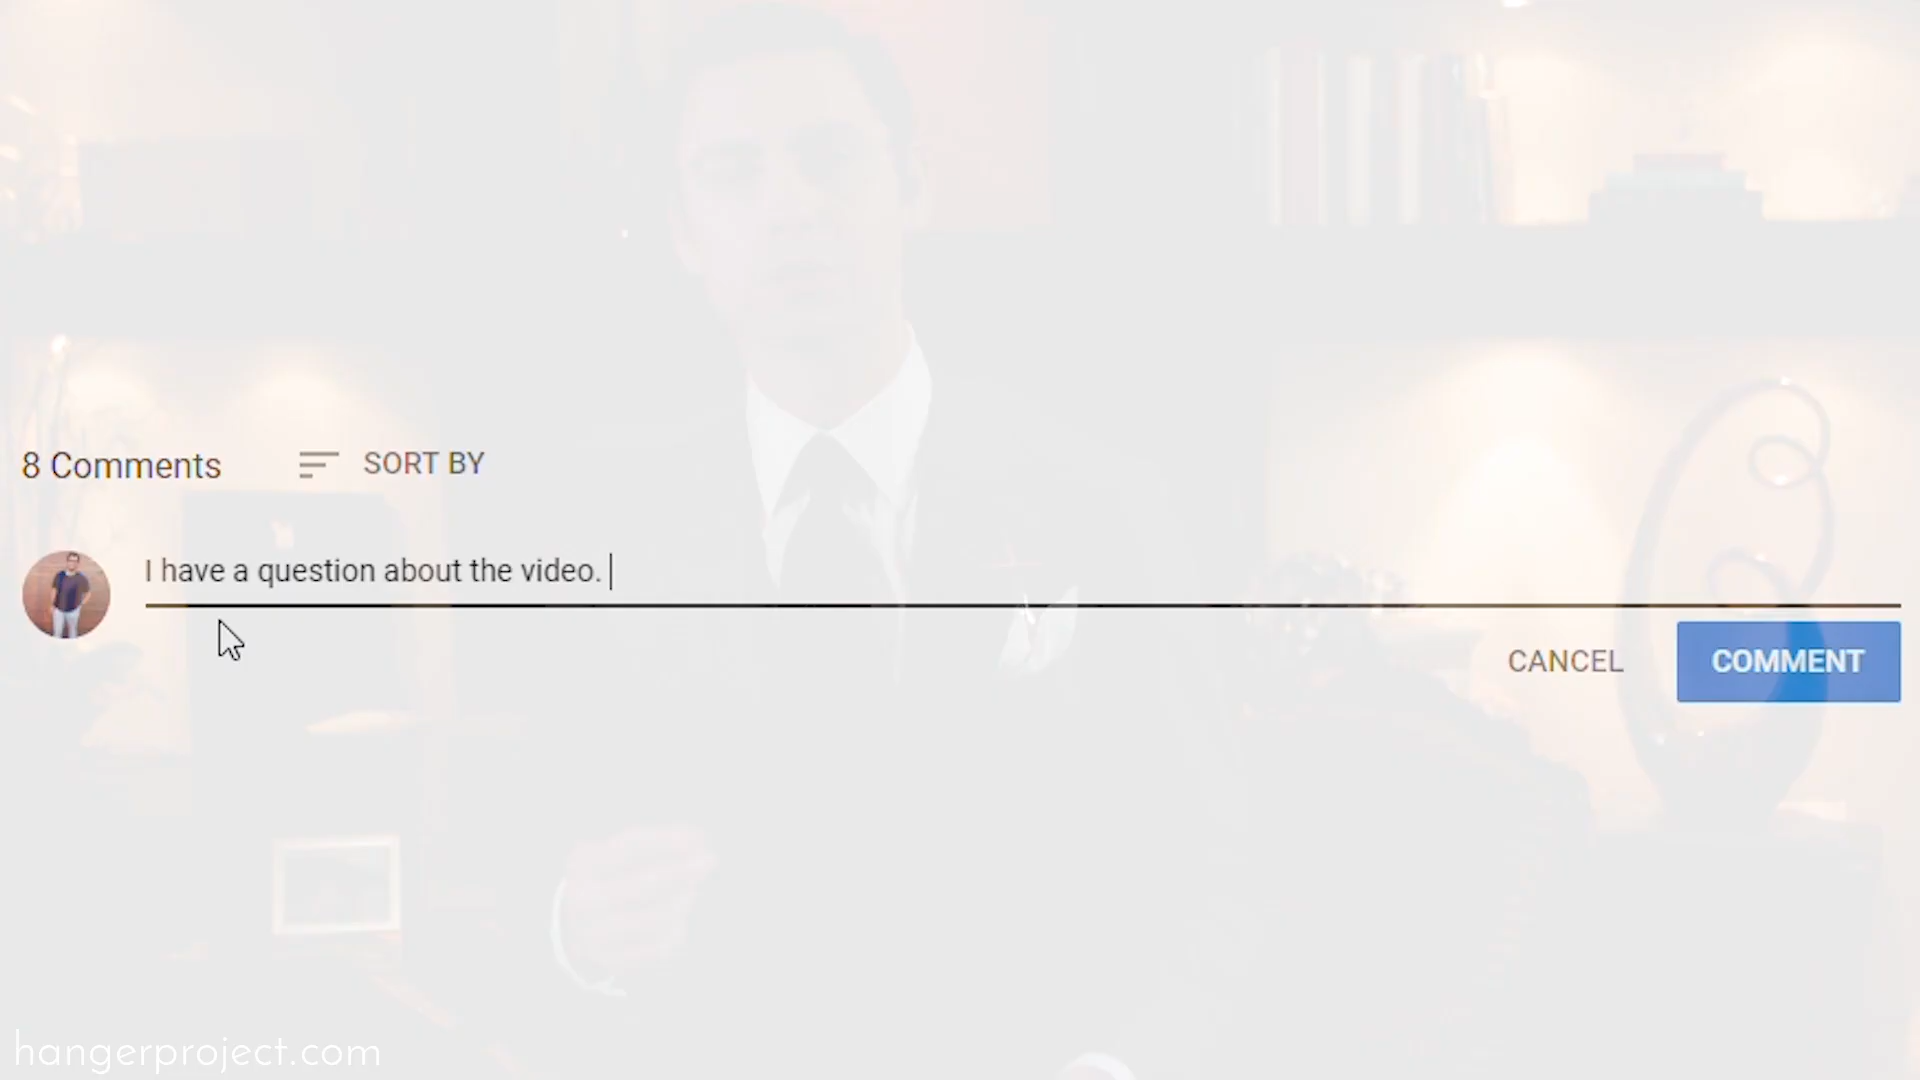 8 Comments
SORT BY
I have a question about the video.
CANCEL
COMMENT
hangerproject.com